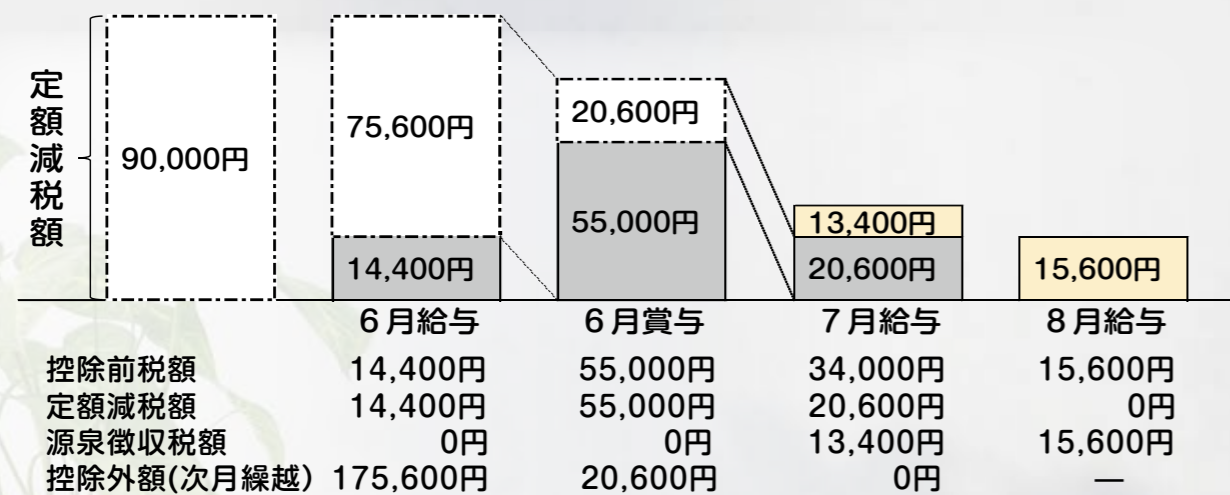 定額減税額
90,000円
75,600円
14,400円
20,600円
55,000円
13,400円
20,600円
15,600円
6月給与 6月賞与 7月給与 8月給与
控除前税額 14,400円 55,000円 34,000円 15,600円
定額減税額 14,400円 55,000円 20,600円 0円
源泉徴収税額 0円 0円 13,400円 15,600円
控除外額(次月繰越) 175,600円 20,600円 0円 ―